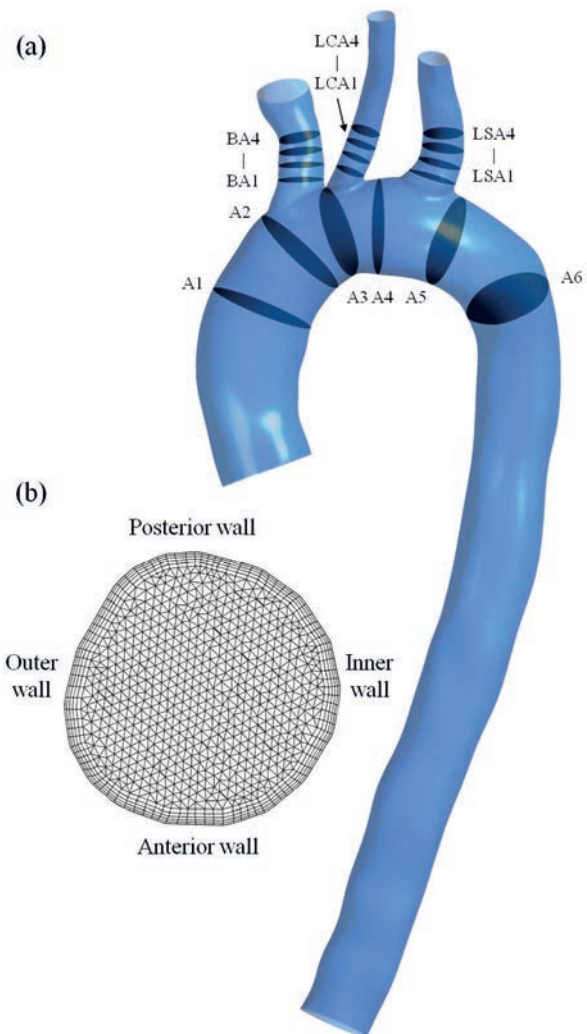 (a)
LCA4
|
LCA1
BA4
|
BA1
LSA4
|
LSA1
A2
A1
A3 A4
A5
A6
(b)
Posterior wall
Outer
wall
Inner
wall
Anterior wall